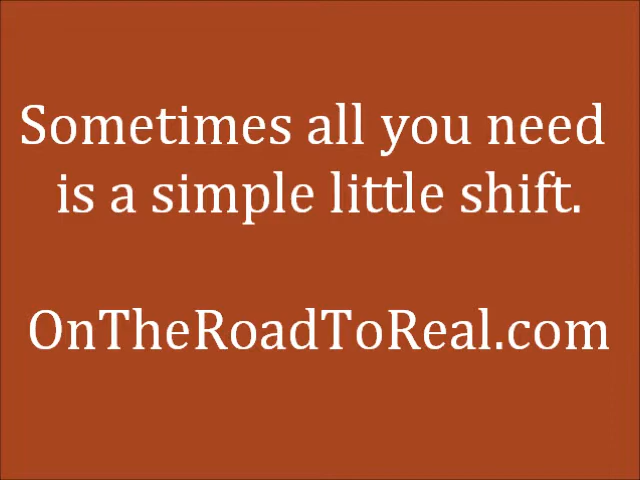 Sometimes all you need
is a simple little shift.
OnTheRoadToReal.com